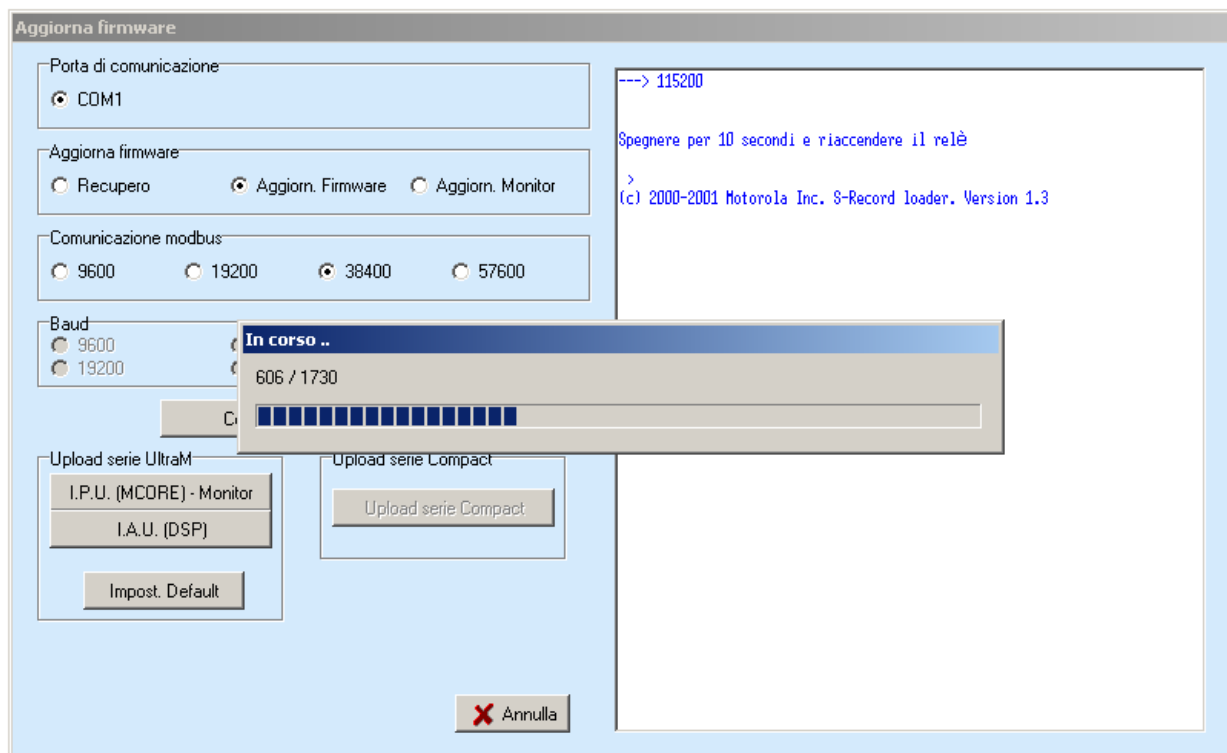 Aggiorna firmware
Porta di comunicazione
COM1
Aggiorna firmware
Recupero Aggiorn. Firmware Aggiorn. Monitor
Comunicazione modbus
9600 19200 38400 57600
Baud
9600
19200
Upload serie UltraM
I.P.U. (MCORE) - Monitor
I.A.U. (DSP)
Impost. Default
Upload serie Compact
Upload serie Compact
Annulla
---> 115200
Spegnere per 10 secondi e riaccendere il relè
>
(c) 2000-2001 Motorola Inc. S-Record loader. Version 1.3
In corso ..
606 / 1730